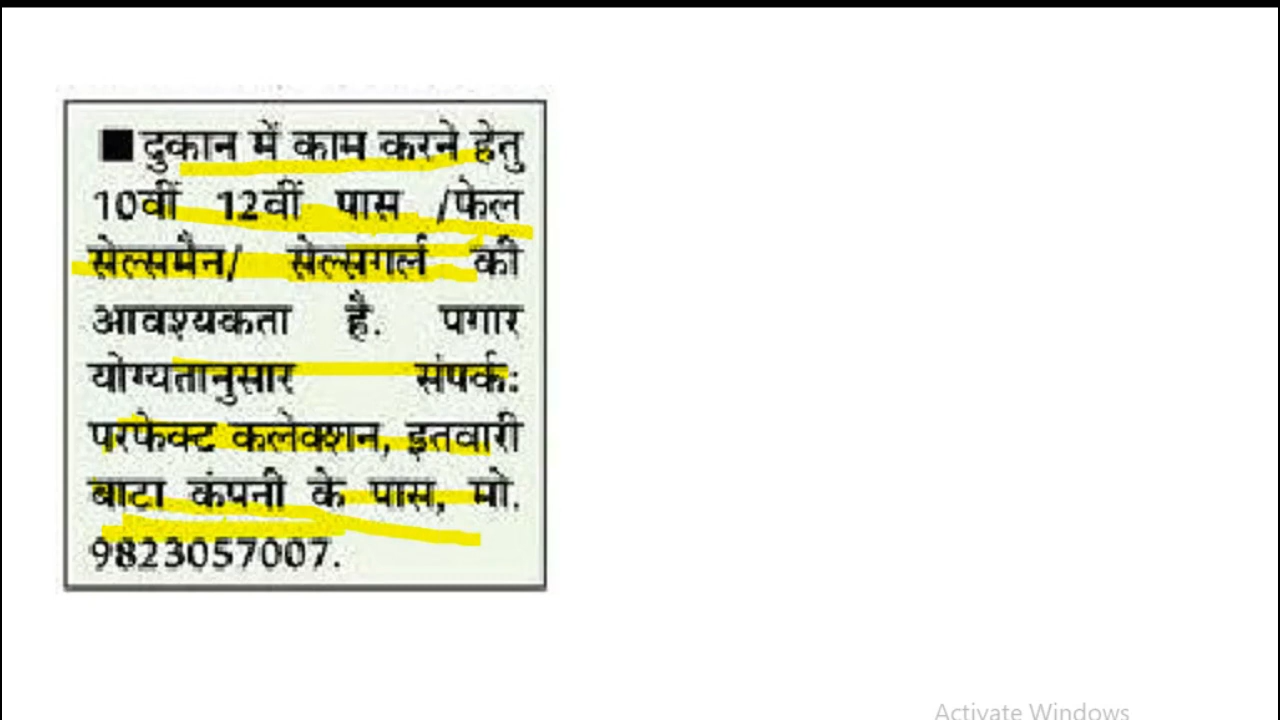 ■ दुकान में काम करने हेतु
10वीं 12वीं पास /फेल
सेल्समैन/ सेल्सगर्ल की
आवश्यकता है. पगार
योग्यतानुसार संपर्क:
परफेक्ट कलेक्शन, इतवारी
बाटा कंपनी के पास, मो.
9823057007.
Activate Windows